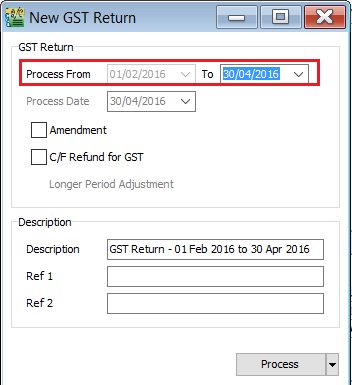 New GST Return
GST Return
Process From 01/02/2016 To 30/04/2016
Process Date 30/04/2016
Amendment
C/F Refund for GST
Longer Period Adjustment
Description
Description GST Return - 01 Feb 2016 to 30 Apr 2016
Ref 1
Ref 2
Process